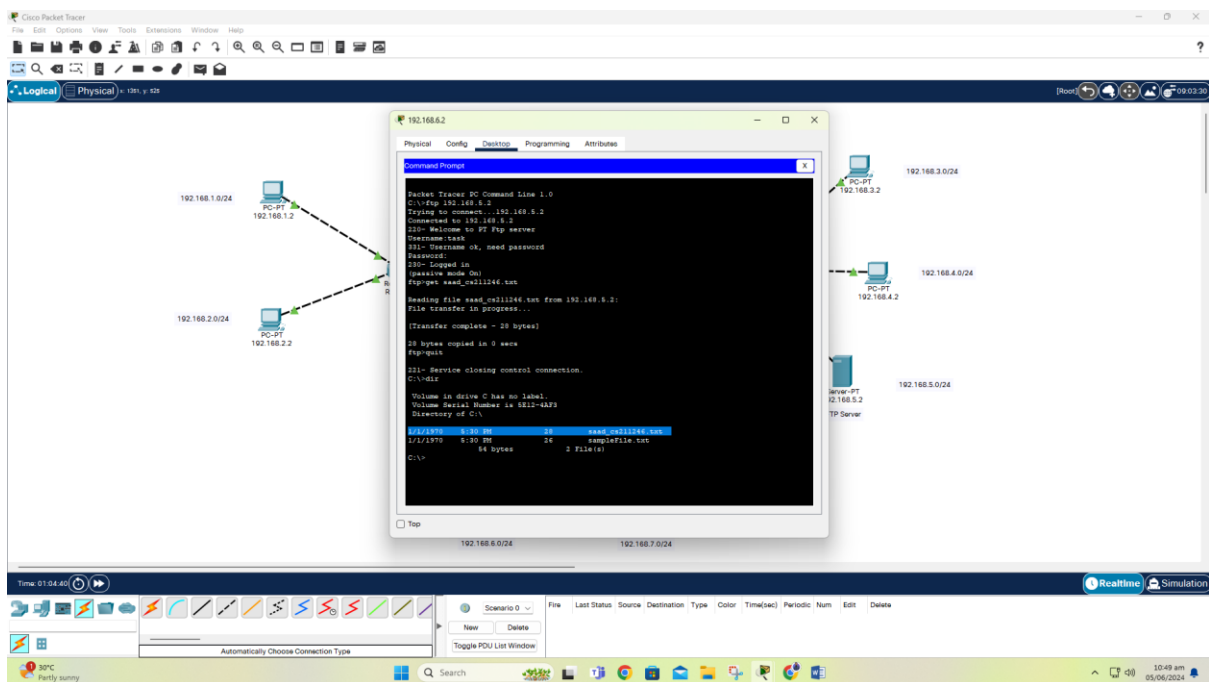 Cisco Packet Tracer
File Edit Options View Tools Extensions Window Help
?
Logical Physical x: 1381, y: 525
[Root] 09:03:30
192.168.6.2
Physical Config Desktop Programming Attributes
Command Prompt X
Packet Tracer PC Command Line 1.0
C:\>ftp 192.168.5.2
Trying to connect...192.168.5.2
Connected to 192.168.5.2
220- Welcome to PT Ftp server
Username:task
331- Username ok, need password
Password:
230- Logged in
(passive mode On)
ftp>get saad_cs211246.txt
Reading file saad_cs211246.txt from 192.168.5.2:
File transfer in progress...
[Transfer complete - 28 bytes]
28 bytes copied in 0 secs
ftp>quit
221- Service closing control connection.
C:\>dir
Volume in drive C has no label.
Volume Serial Number is 5E12-4AF3
Directory of C:\
1/1/1970 5:30 PM 28 saad_cs211246.txt
1/1/1970 5:30 PM 26 sampleFile.txt
54 bytes 2 File(s)
C:\>
Top
192.168.1.0/24
PC-PT
192.168.1.2
192.168.2.0/24
PC-PT
192.168.2.2
192.168.3.0/24
PC-PT
192.168.3.2
192.168.4.0/24
PC-PT
192.168.4.2
192.168.5.0/24
erver-PT
2.168.5.2
TP Server
192.168.6.0/24
192.168.7.0/24
Time: 01:04:40
Realtime Simulation
Scenario 0
New Delete
Toggle PDU List Window
Fire Last Status Source Destination Type Color Time(sec) Periodic Num Edit Delete
Automatically Choose Connection Type
1
30°C
Partly sunny
Search
10:49 am
05/06/2024